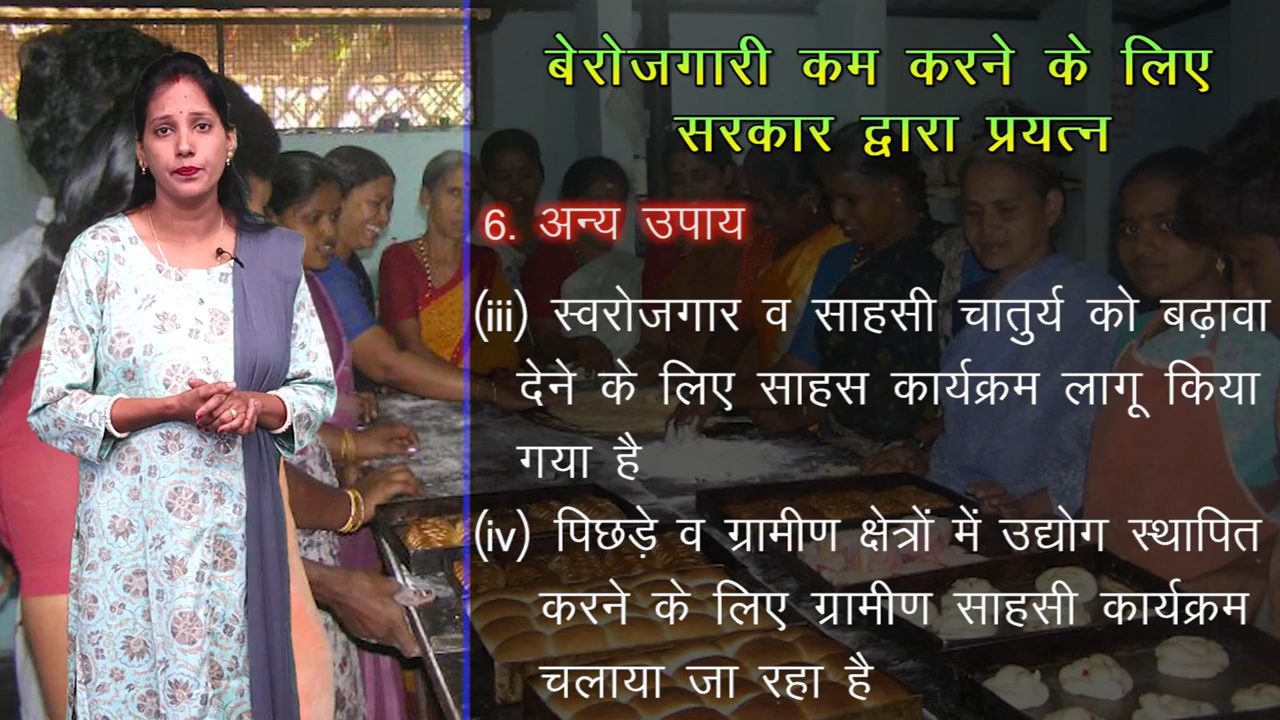 बेरोजगारी कम करने के लिए
सरकार द्वारा प्रयत्न
6. अन्य उपाय
(iii) स्वरोजगार व साहसी चातुर्य को बढ़ावा
देने के लिए साहस कार्यक्रम लागू किया
गया है
(iv) पिछड़े व ग्रामीण क्षेत्रों में उद्योग स्थापित
करने के लिए ग्रामीण साहसी कार्यक्रम
चलाया जा रहा है